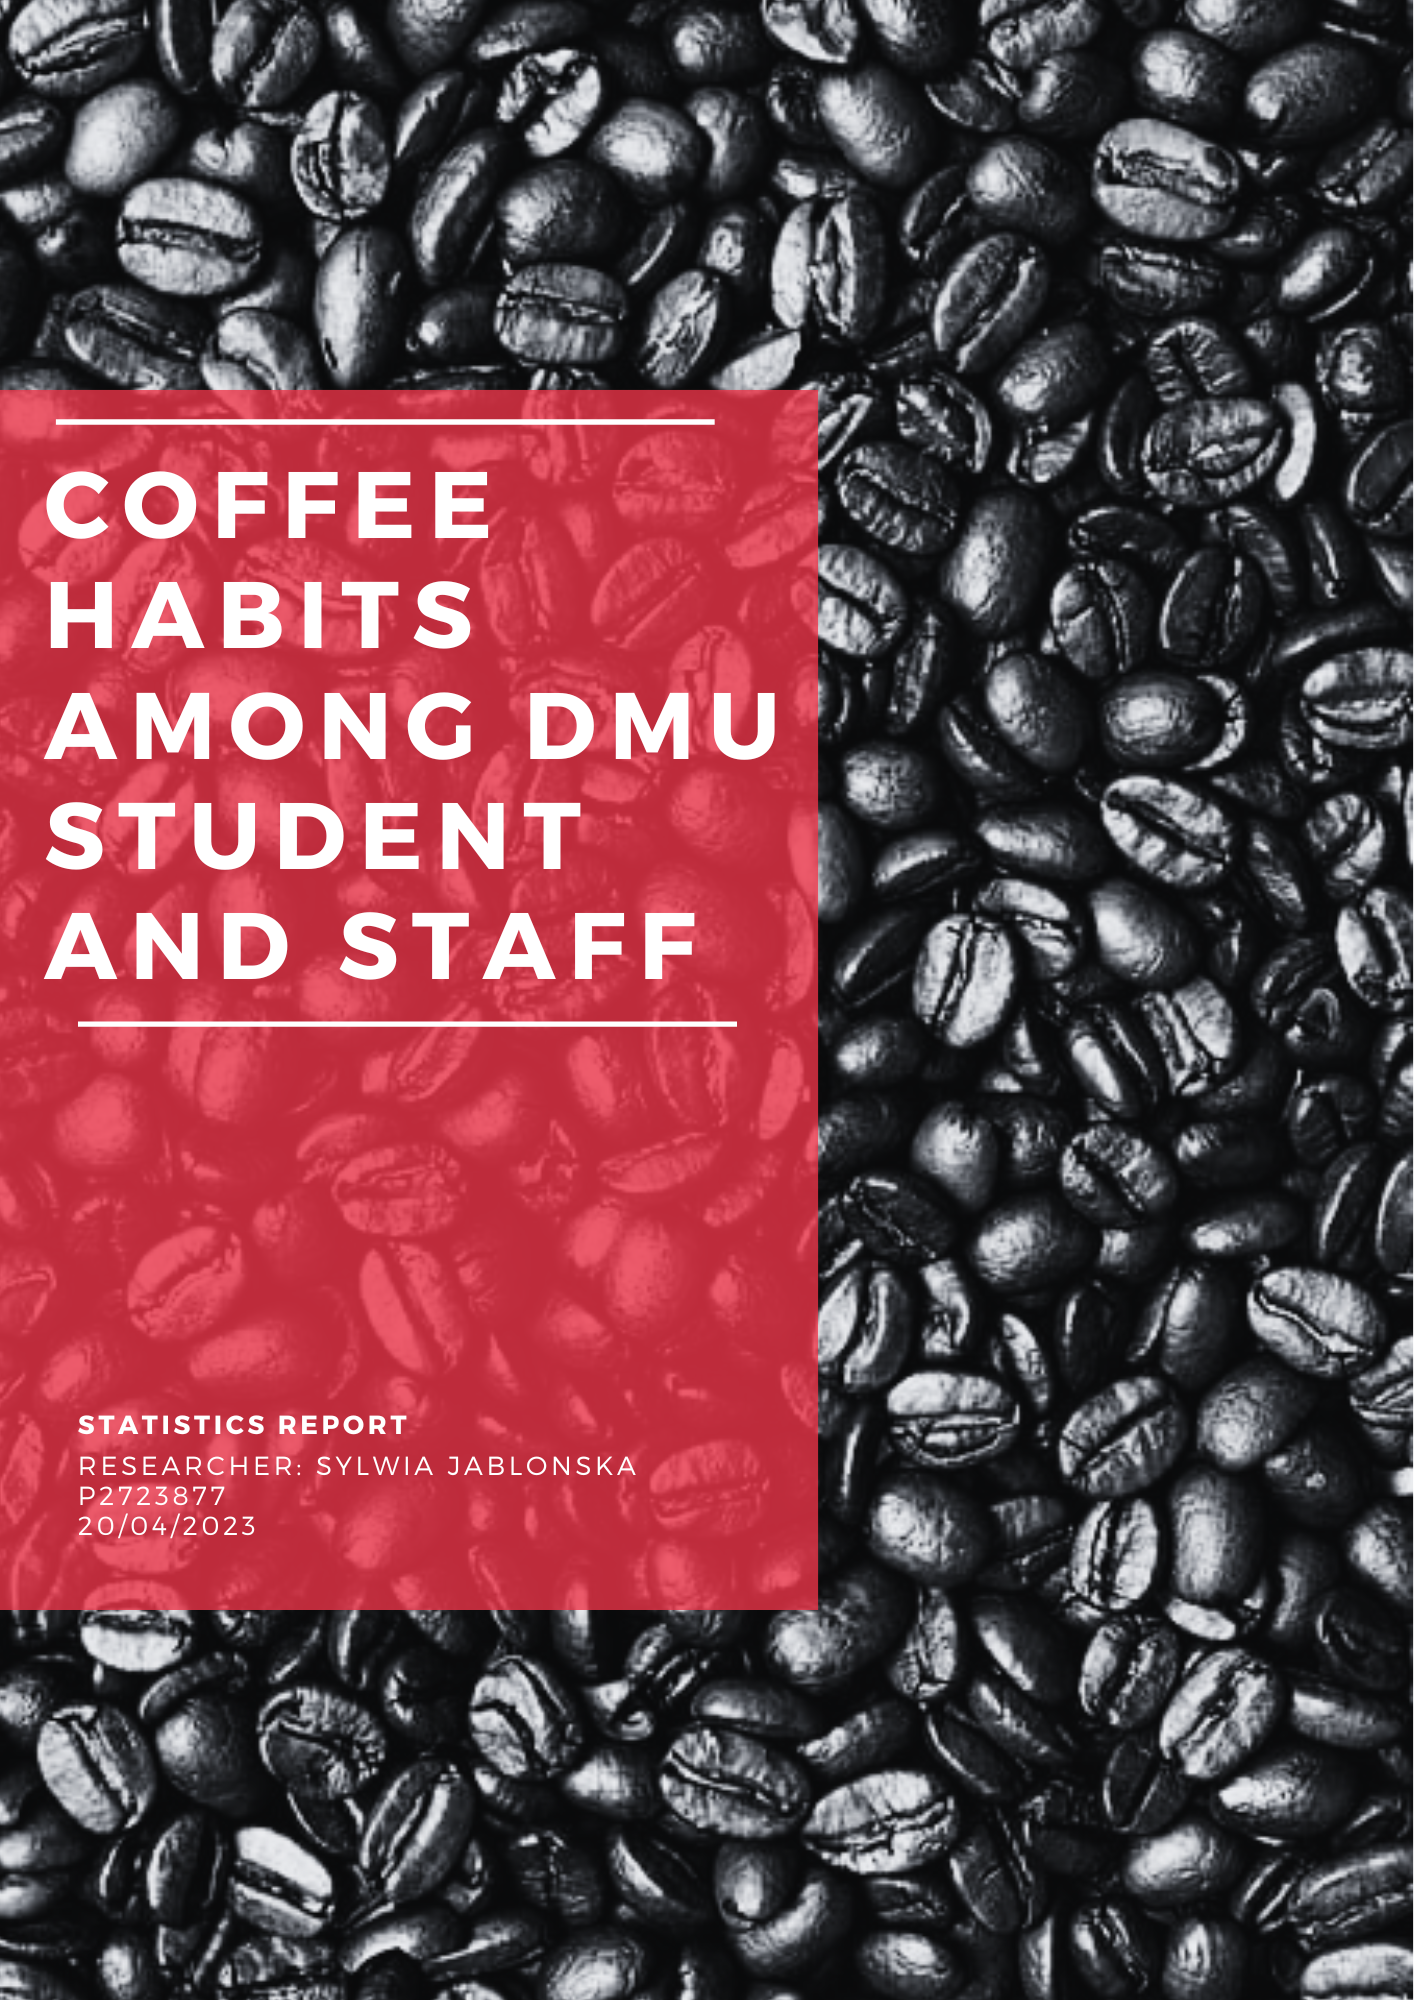 COFFEE
HABITS
AMONG DMU
STUDENT
AND STAFF
STATISTICS REPORT
RESEARCHER: SYLWIA JABLONSKA
P2723877
20/04/2023